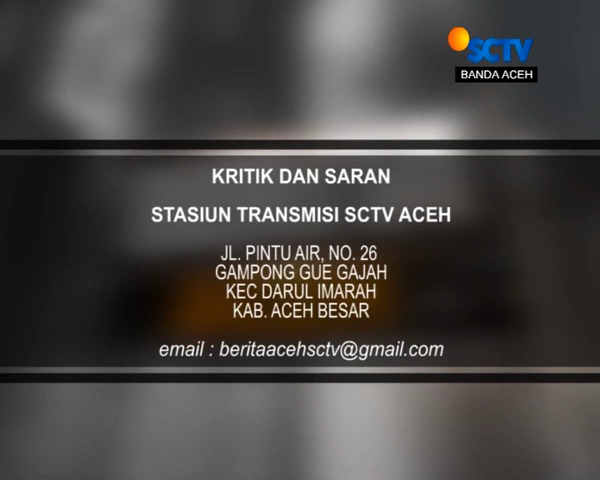 SCTV
BANDA ACEH
KRITIK DAN SARAN
STASIUN TRANSMISI SCTV ACEH
JL. PINTU AIR, NO. 26
GAMPONG GUE GAJAH
KEC DARUL IMARAH
KAB. ACEH BESAR
email : beritaacehsctv@gmail.com